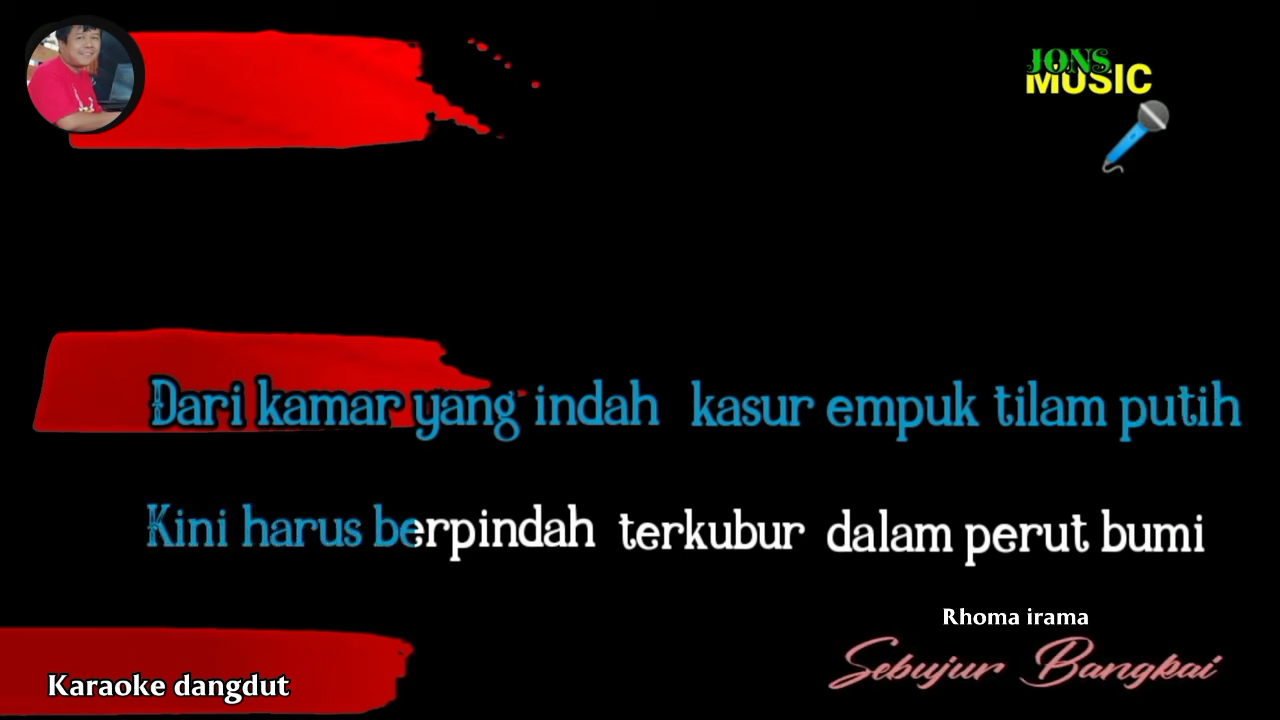 JONS
MUSIC
Dari kamar yang indah kasur empuk tilam putih
Kini harus berpindah terkubur dalam perut bumi
Rhoma irama
Sebujur Bangkai
Karaoke dangdut